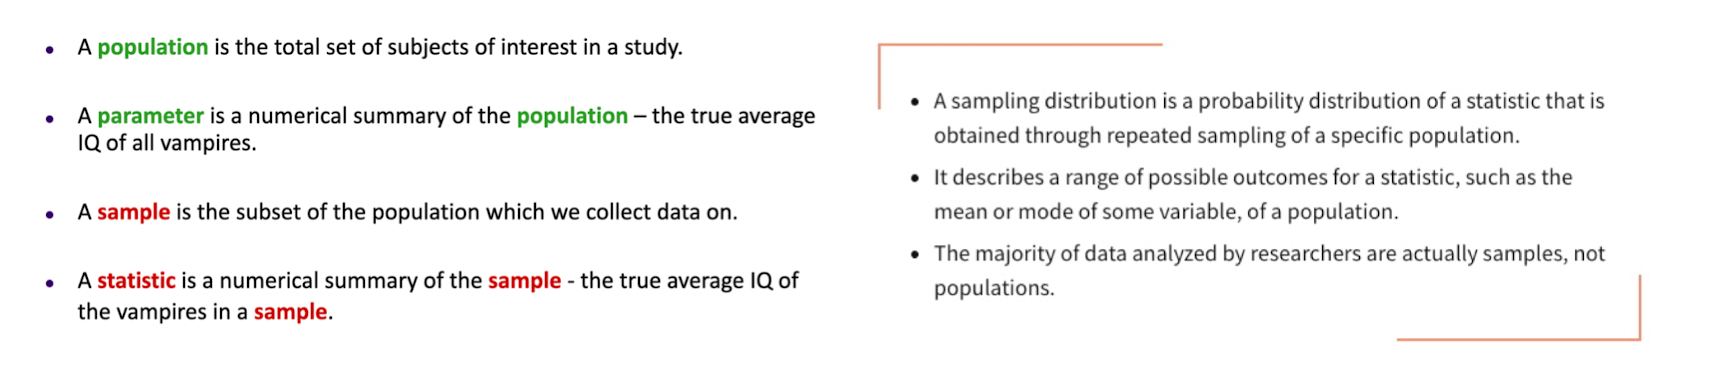 • A population is the total set of subjects of interest in a study.
• A parameter is a numerical summary of the population – the true average
IQ of all vampires.
• A sample is the subset of the population which we collect data on.
• A statistic is a numerical summary of the sample - the true average IQ of
the vampires in a sample.
• A sampling distribution is a probability distribution of a statistic that is
obtained through repeated sampling of a specific population.
• It describes a range of possible outcomes for a statistic, such as the
mean or mode of some variable, of a population.
• The majority of data analyzed by researchers are actually samples, not
populations.